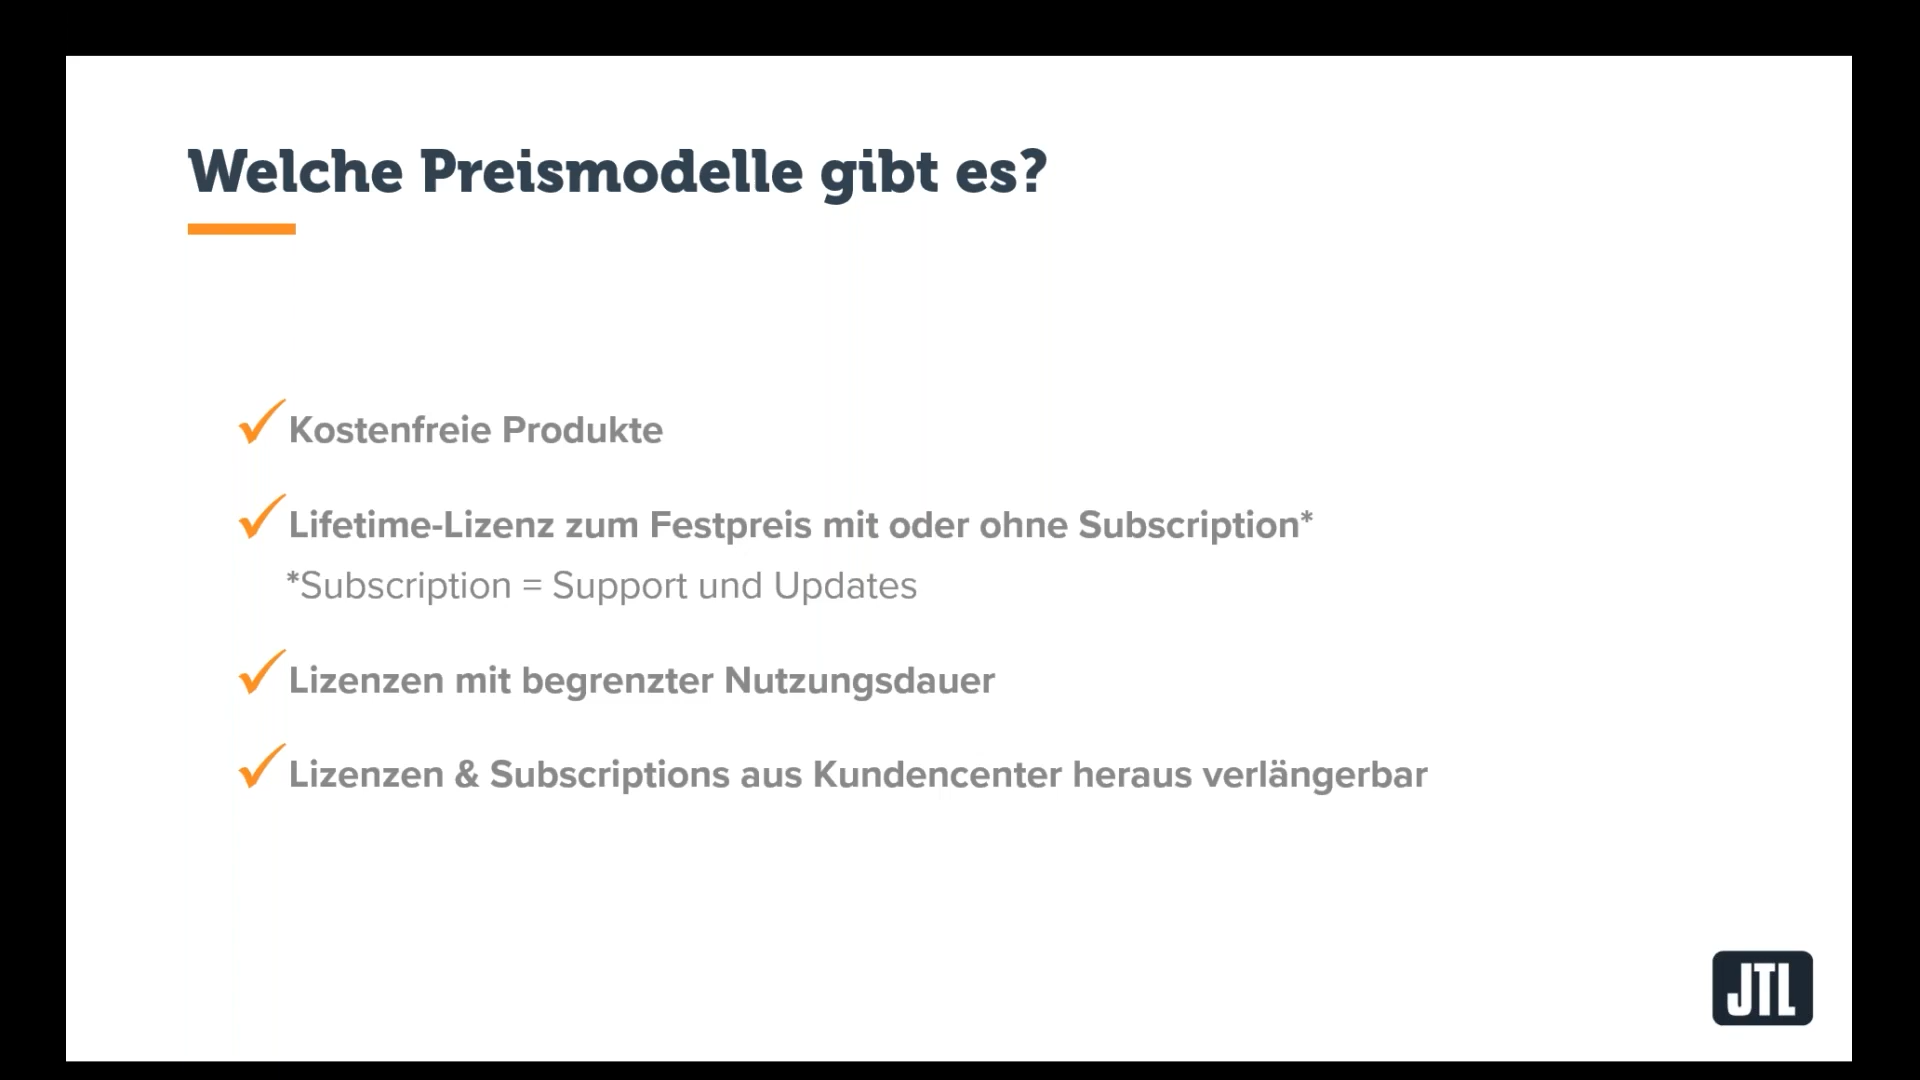 Welche Preismodelle gibt es?
Kostenfreie Produkte
Lifetime-Lizenz zum Festpreis mit oder ohne Subscription*
*Subscription = Support und Updates
Lizenzen mit begrenzter Nutzungsdauer
Lizenzen & Subscriptions aus Kundencenter heraus verlängerbar
JTL